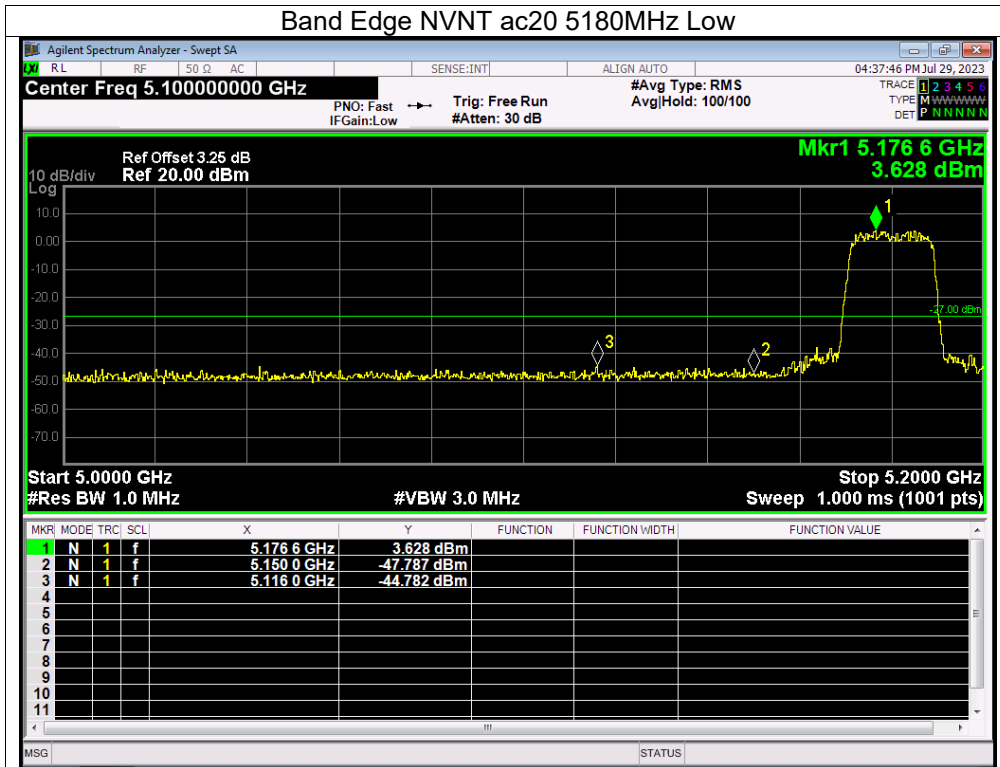 Band Edge NVNT ac20 5180MHz Low
Agilent Spectrum Analyzer - Swept SA
LXI RL RF 50 Ω AC SENSE:INT ALIGN AUTO 04:37:46 PM Jul 29, 2023
Center Freq 5.100000000 GHz #Avg Type: RMS TRACE 1 2 3 4 5 6
PNO: Fast Trig: Free Run Avg|Hold: 100/100 TYPE M W W W W W
IFGain:Low #Atten: 30 dB DET P N N N N N
Mkr1 5.176 6 GHz
Ref Offset 3.25 dB
10 dB/div Ref 20.00 dBm 3.628 dBm
Log
10.0
1
0.00
-10.0
-20.0
-27.00 dBm
-30.0
3
2
-40.0
-50.0
-60.0
-70.0
Start 5.0000 GHz Stop 5.2000 GHz
#Res BW 1.0 MHz #VBW 3.0 MHz Sweep 1.000 ms (1001 pts)
MKR MODE TRC SCL X Y FUNCTION FUNCTION WIDTH FUNCTION VALUE
1 N 1 f 5.176 6 GHz 3.628 dBm
2 N 1 f 5.150 0 GHz -47.787 dBm
3 N 1 f 5.116 0 GHz -44.782 dBm
4
5
6
7
8
9
10
11
MSG STATUS